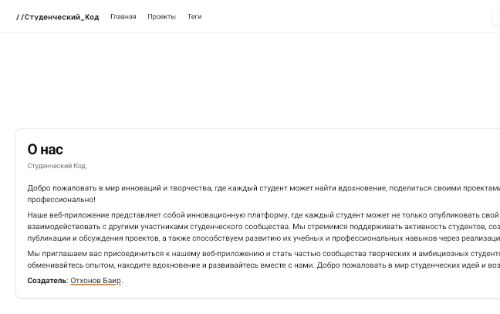 //Студенческий_Код Главная Проекты Теги
О нас
Студенческий Код
Добро пожаловать в мир инноваций и творчества, где каждый студент может найти вдохновение, поделиться своими проектам
профессионально!
Наше веб-приложение представляет собой инновационную платформу, где каждый студент может не только опубликовать свой
взаимодействовать с другими участниками студенческого сообщества. Мы стремимся поддерживать активность студентов, соз
публикации и обсуждения проектов, а также способствуем развитию их учебных и профессиональных навыков через реализаци
Мы приглашаем вас присоединиться к нашему веб-приложению и стать частью сообщества творческих и амбициозных студент
обменивайтесь опытом, находите вдохновение и развивайтесь вместе с нами. Добро пожаловать в мир студенческих идей и воз
Создатель: Отхонов Баир.